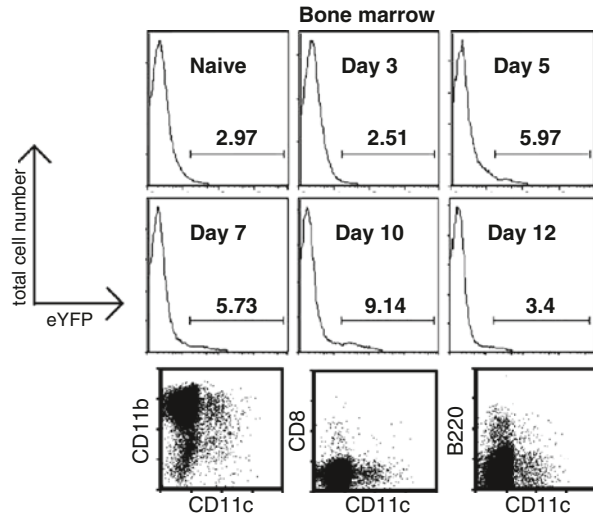 Bone marrow
Naive
Day 3
Day 5
2.97
2.51
5.97
total cell number
Day 7
Day 10
Day 12
5.73
9.14
3.4
eYFP
CD11b
CD8
B220
CD11c
CD11c
CD11c